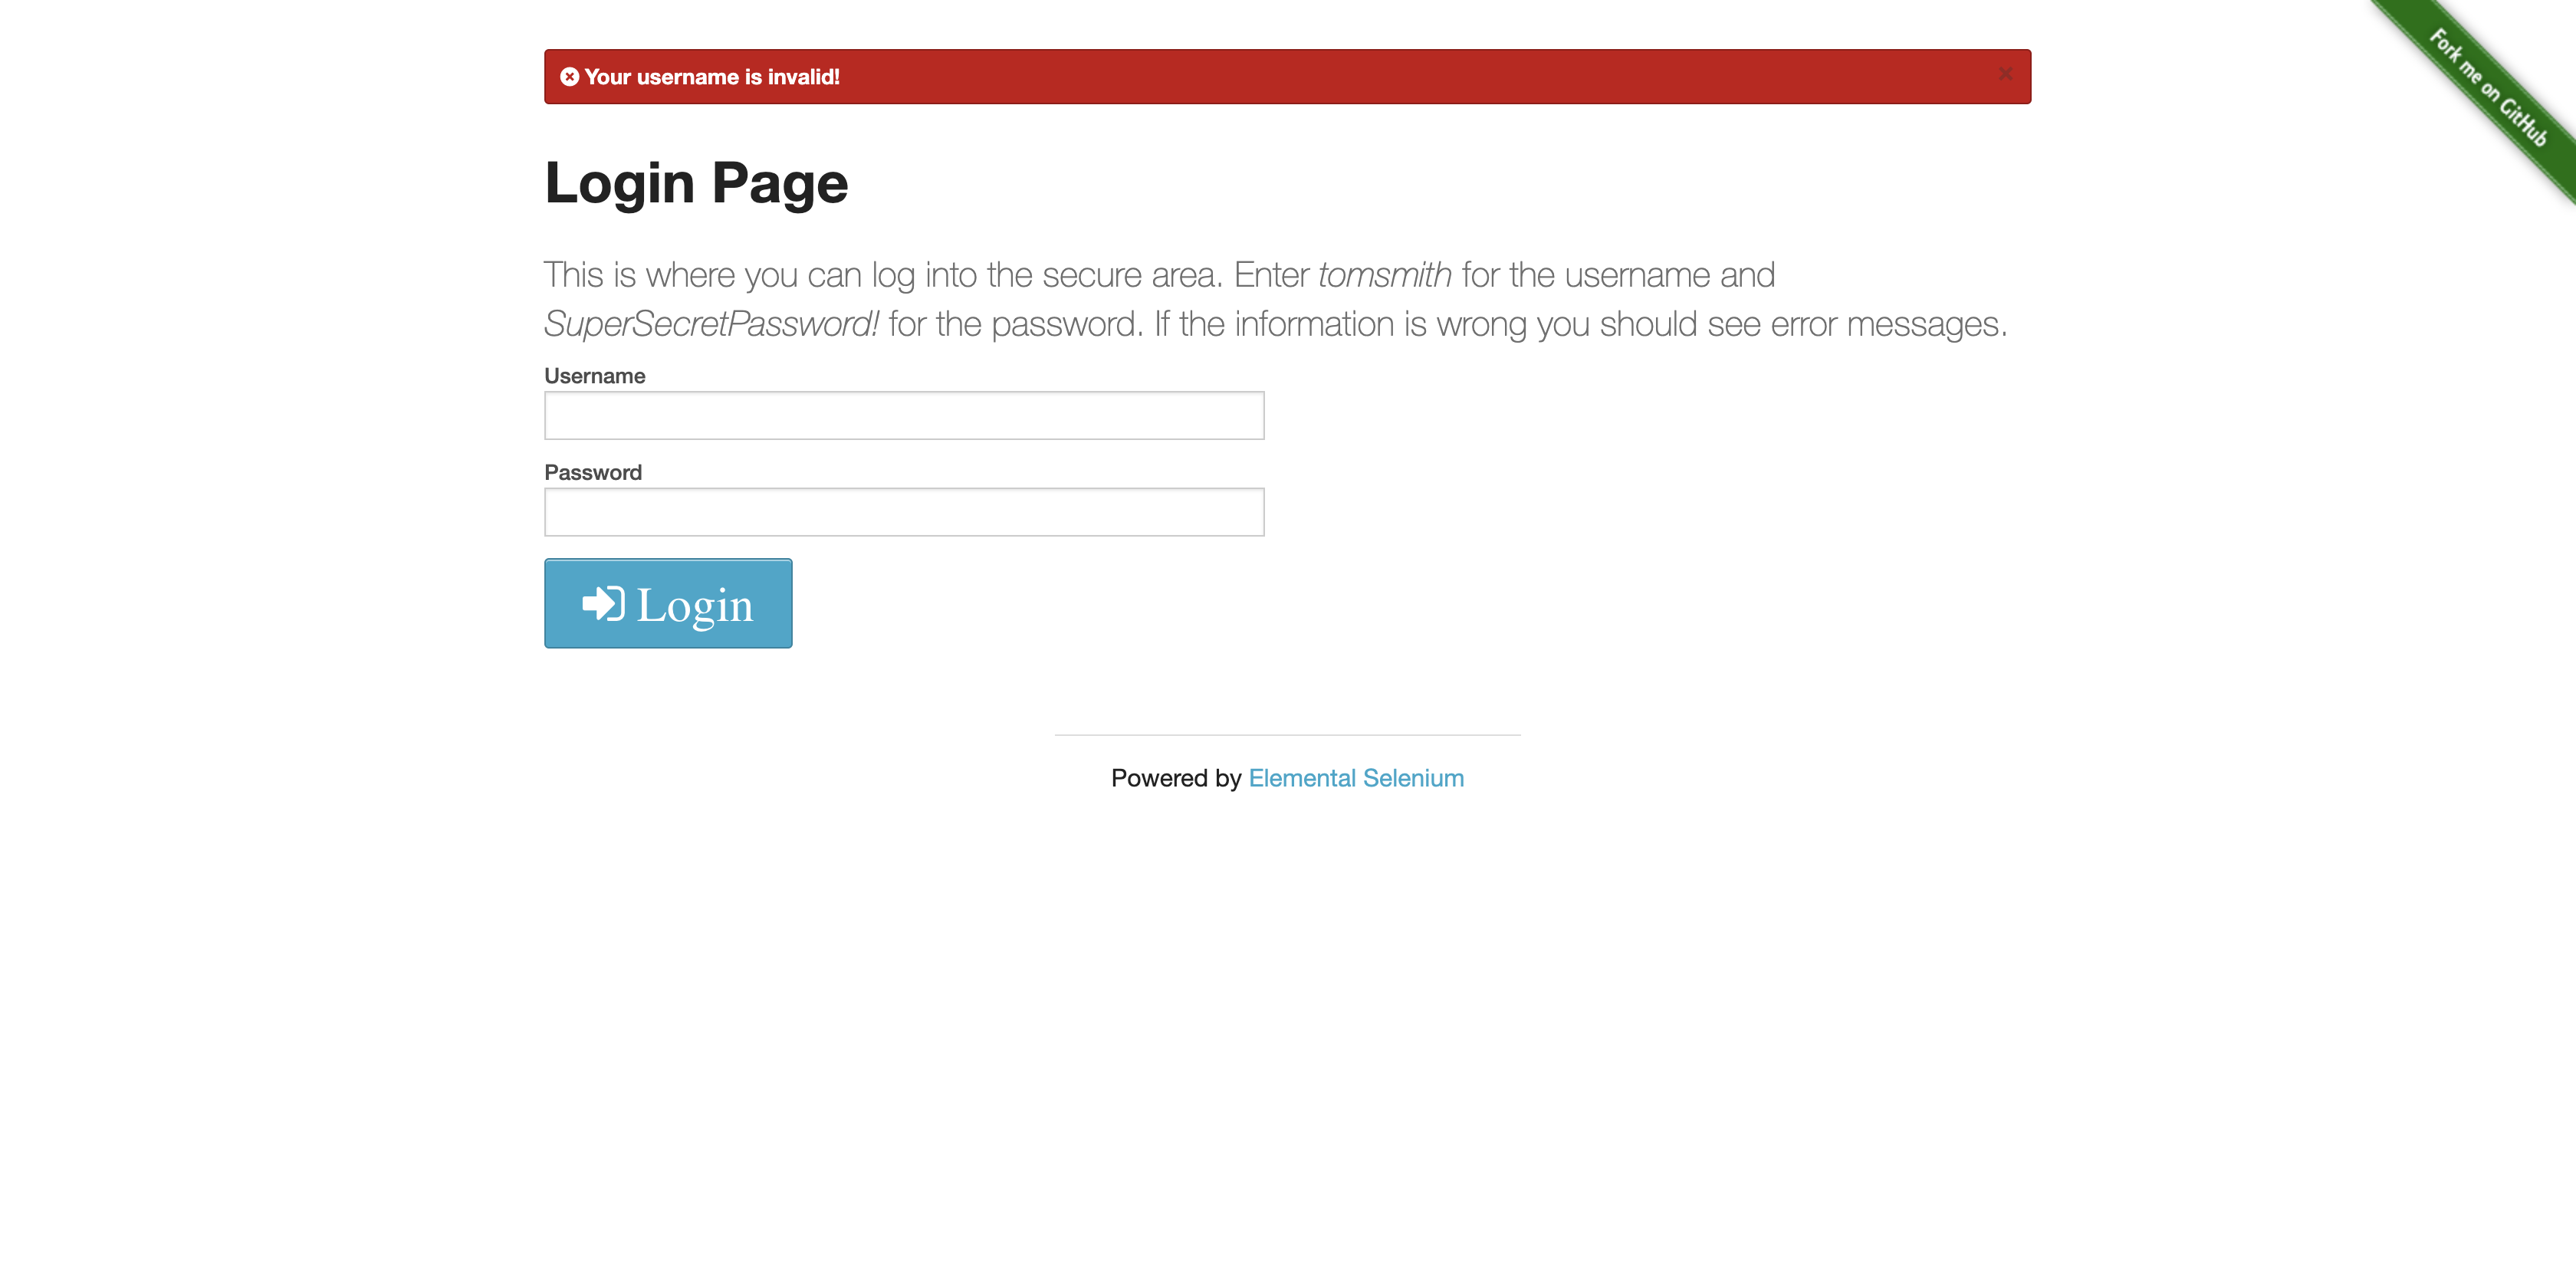 Fork me on GitHub
Your username is invalid!
Login Page
This is where you can log into the secure area. Enter tomsmith for the username and
SuperSecretPassword! for the password. If the information is wrong you should see error messages.
Username
Password
Login
Powered by Elemental Selenium